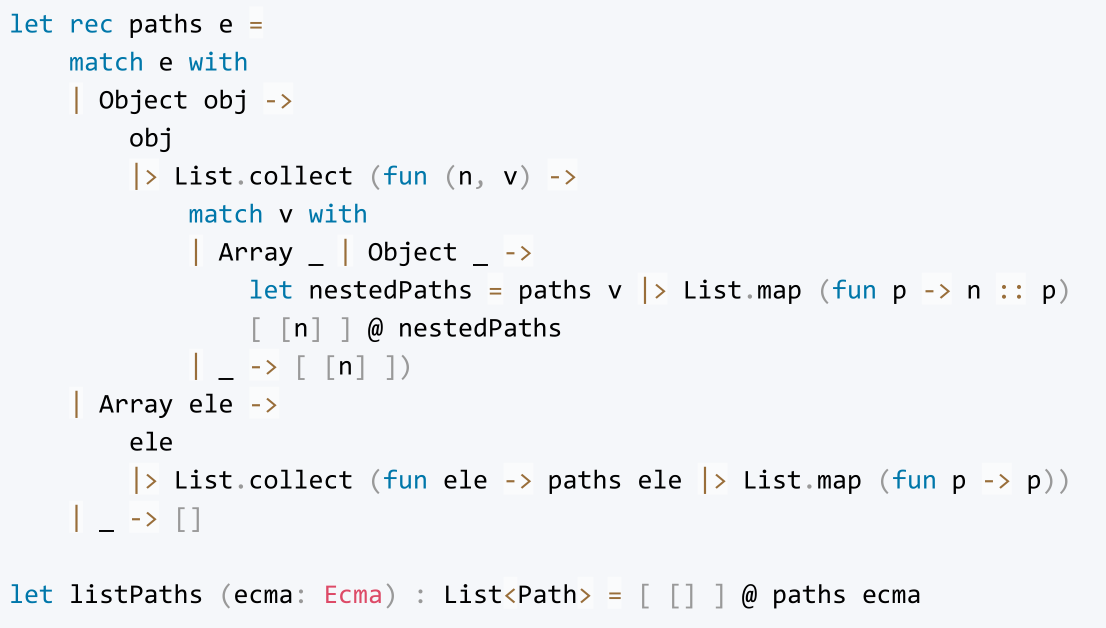 let rec paths e =
    match e with
    | Object obj ->
        obj
        |> List.collect (fun (n, v) ->
            match v with
            | Array _ | Object _ ->
                let nestedPaths = paths v |> List.map (fun p -> n :: p)
                [ [n] ] @ nestedPaths
            | _ -> [ [n] ])
    | Array ele ->
        ele
        |> List.collect (fun ele -> paths ele |> List.map (fun p -> p))
    | _ -> []

let listPaths (ecma: Ecma) : List<Path> = [ [] ] @ paths ecma